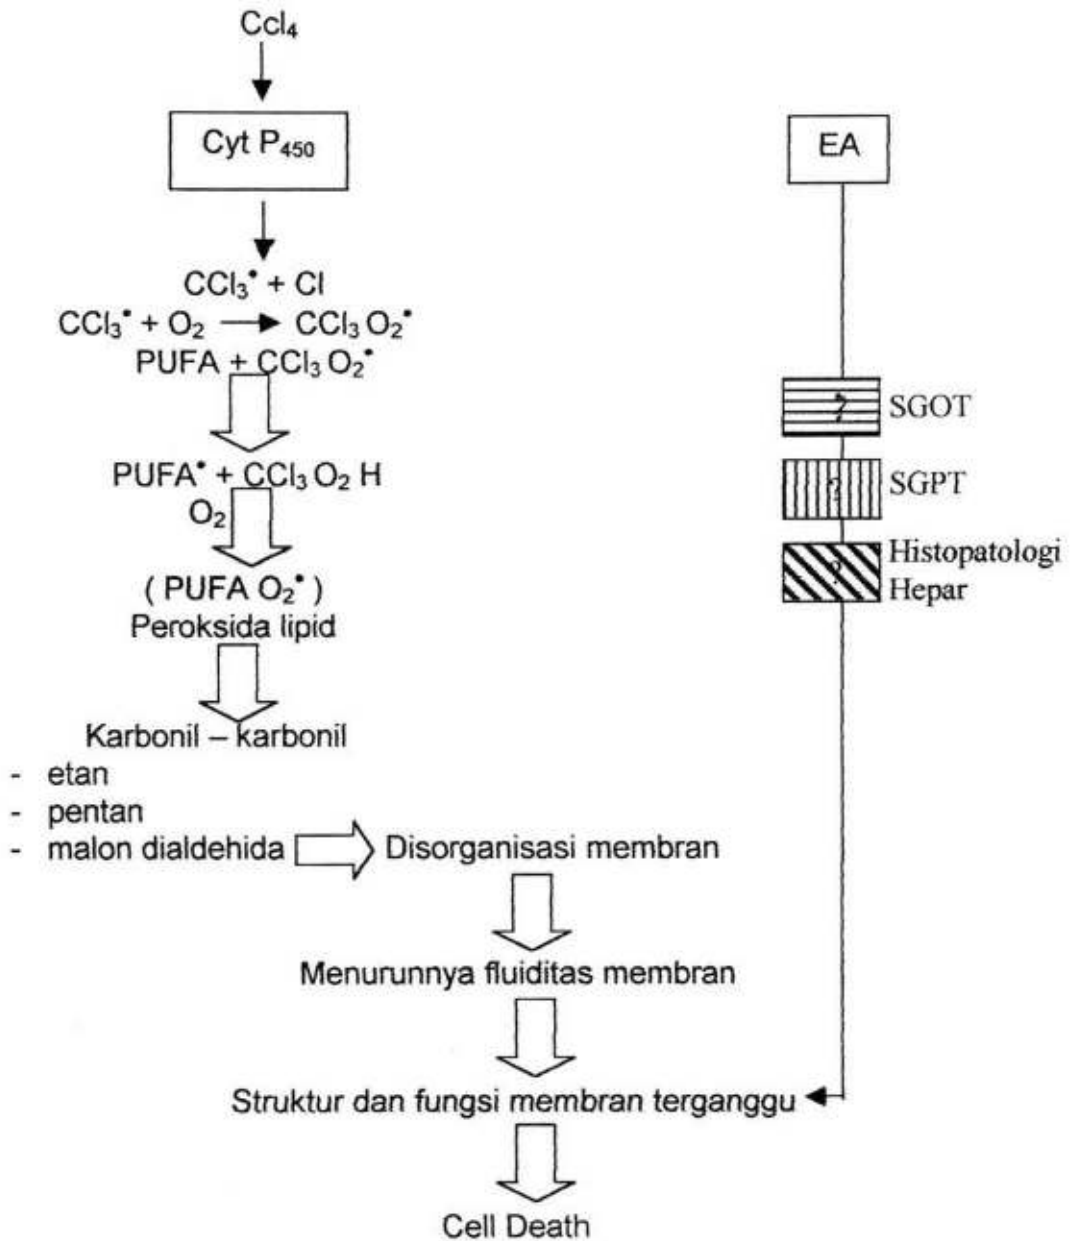 Ccl₄
Cyt P₄₅₀
CCl₃• + Cl
CCl₃• + O₂ → CCl₃ O₂•
PUFA + CCl₃ O₂•
PUFA• + CCl₃ O₂ H
O₂
( PUFA O₂• )
Peroksida lipid
Karbonil – karbonil
- etan
- pentan
- malon dialdehida
Disorganisasi membran
Menurunnya fluiditas membran
Struktur dan fungsi membran terganggu
Cell Death
EA
? SGOT
? SGPT
? Histopatologi
Hepar